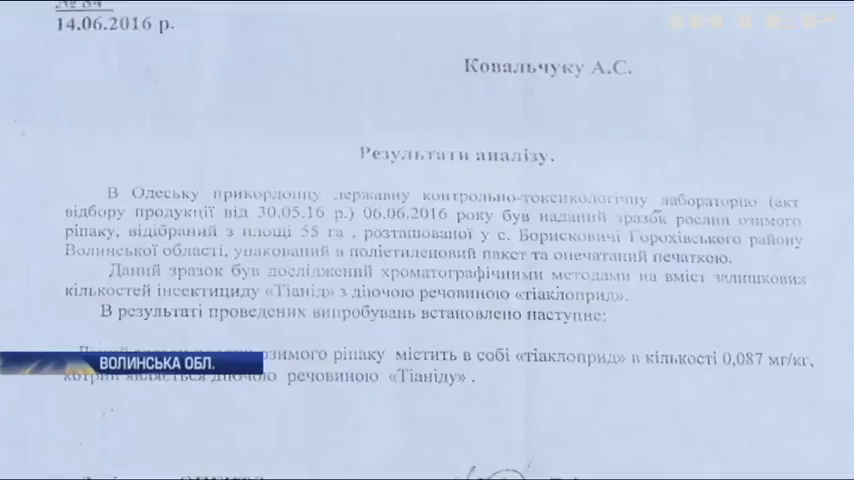 № 84
14.06.2016 р.
Ковальчуку А.С.
Результати аналізу.
В Одеську прикордонну державну контрольно-токсикологічну лабораторію (акт
відбору продукції від 30.05.16 р.) 06.06.2016 року був наданий зразок рослин озимого
ріпаку, відібраний з площі 55 га , розташованої у с. Борисковичі Горохівського району
Волинської області, упакований в поліетиленовий пакет та опечатаний печаткою.
Даний зразок був досліджений хроматографічними методами на вміст залишкових
кількостей інсектициду «Тіанід» з діючою речовиною «тіаклоприд».
В результаті проведених випробувань встановлено наступне:
озимого ріпаку містить в собі «тіаклоприд» в кількості 0,087 мг/кг,
ВОЛИНСЬКА ОБЛ.
котрий являється діючою речовиною «Тіаніду» .